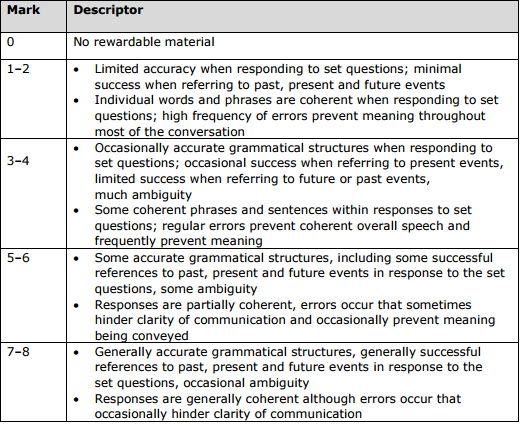 Mark Descriptor
0 No rewardable material
1–2 • Limited accuracy when responding to set questions; minimal
success when referring to past, present and future events
• Individual words and phrases are coherent when responding to set
questions; high frequency of errors prevent meaning throughout
most of the conversation
3–4 • Occasionally accurate grammatical structures when responding to
set questions; occasional success when referring to present events,
limited success when referring to future or past events,
much ambiguity
• Some coherent phrases and sentences within responses to set
questions; regular errors prevent coherent overall speech and
frequently prevent meaning
5–6 • Some accurate grammatical structures, including some successful
references to past, present and future events in response to the set
questions, some ambiguity
• Responses are partially coherent, errors occur that sometimes
hinder clarity of communication and occasionally prevent meaning
being conveyed
7–8 • Generally accurate grammatical structures, generally successful
references to past, present and future events in response to the
set questions, occasional ambiguity
• Responses are generally coherent although errors occur that
occasionally hinder clarity of communication